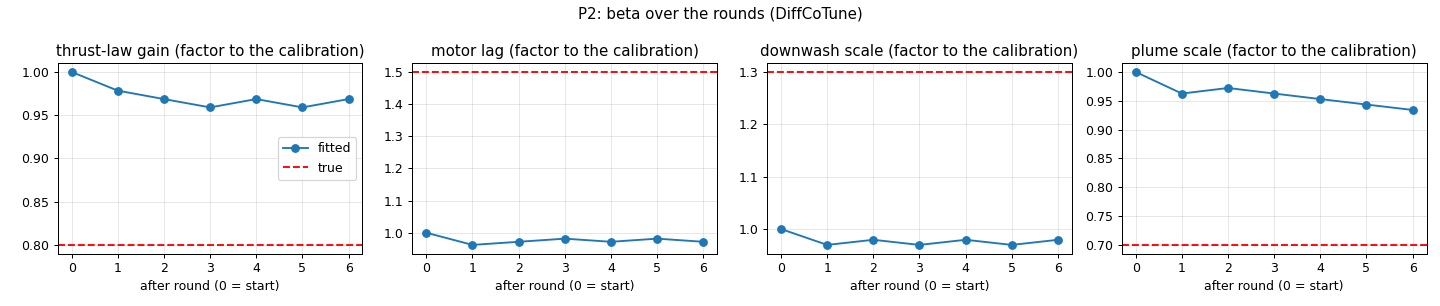 P2: beta over the rounds (DiffCoTune)
thrust-law gain (factor to the calibration)
1.00
0.95
0.90
0.85
0.80
fitted
true
0 1 2 3 4 5 6
after round (0 = start)
motor lag (factor to the calibration)
1.5
1.4
1.3
1.2
1.1
1.0
0 1 2 3 4 5 6
after round (0 = start)
downwash scale (factor to the calibration)
1.3
1.2
1.1
1.0
0 1 2 3 4 5 6
after round (0 = start)
plume scale (factor to the calibration)
1.00
0.95
0.90
0.85
0.80
0.75
0.70
0 1 2 3 4 5 6
after round (0 = start)